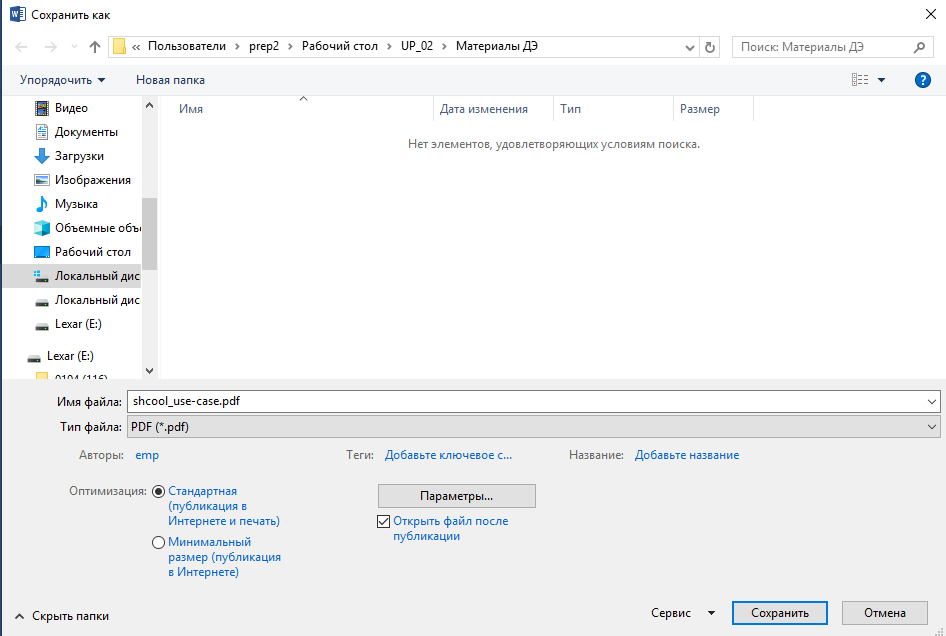 Сохранить как
« Пользователи › prep2 › Рабочий стол › UP_02 › Материалы ДЭ
Поиск: Материалы ДЭ
Упорядочить
Новая папка
?
Видео
Документы
Загрузки
Изображения
Музыка
Объемные объ
Рабочий стол
Локальный дис
Локальный дис
Lexar (E:)
Lexar (E:)
0104 (116)
Имя
Дата изменения
Тип
Размер
Нет элементов, удовлетворяющих условиям поиска.
Имя файла: shcool_use-case.pdf
Тип файла: PDF (*.pdf)
Авторы: emp
Теги: Добавьте ключевое с...
Название: Добавьте название
Оптимизация:
Стандартная
(публикация в
Интернете и печать)
Минимальный
размер (публикация
в Интернете)
Параметры...
Открыть файл после
публикации
Скрыть папки
Сервис
Сохранить
Отмена